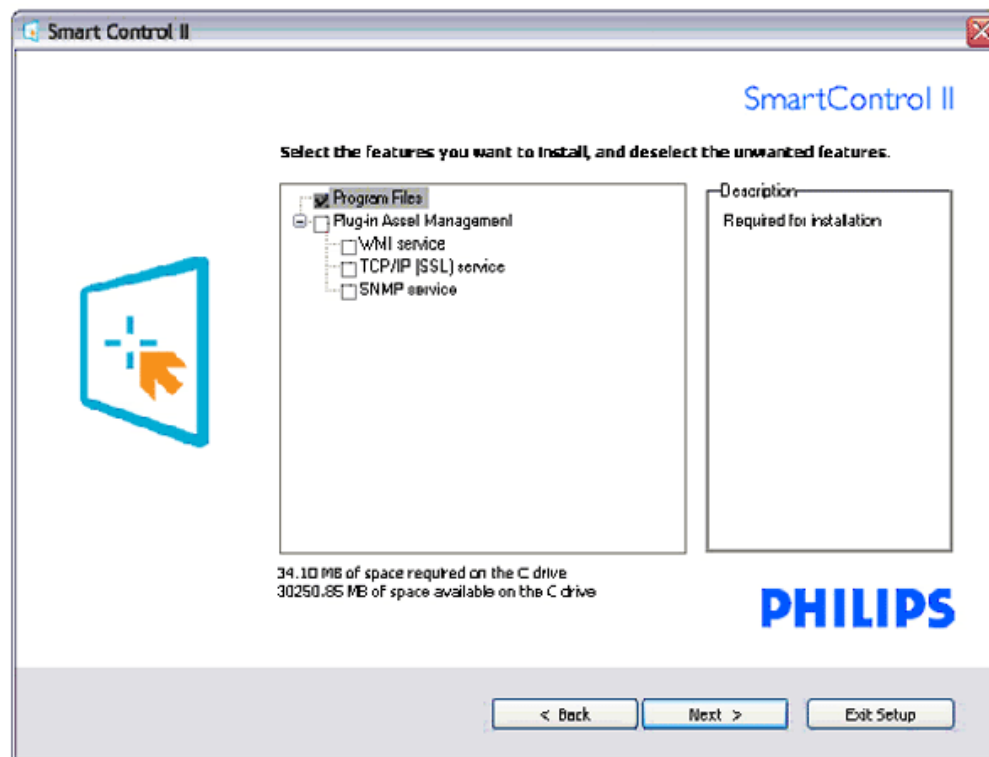 Smart Control II
SmartControl II
Select the features you want to install, and deselect the unwanted features.
Program Files
Plug-in Asset Management
WMI service
TCP/IP (SSL) service
SNMP service
Description
Required for installation
34.10 MB of space required on the C drive
30250.85 MB of space available on the C drive
PHILIPS
< Back
Next >
Exit Setup